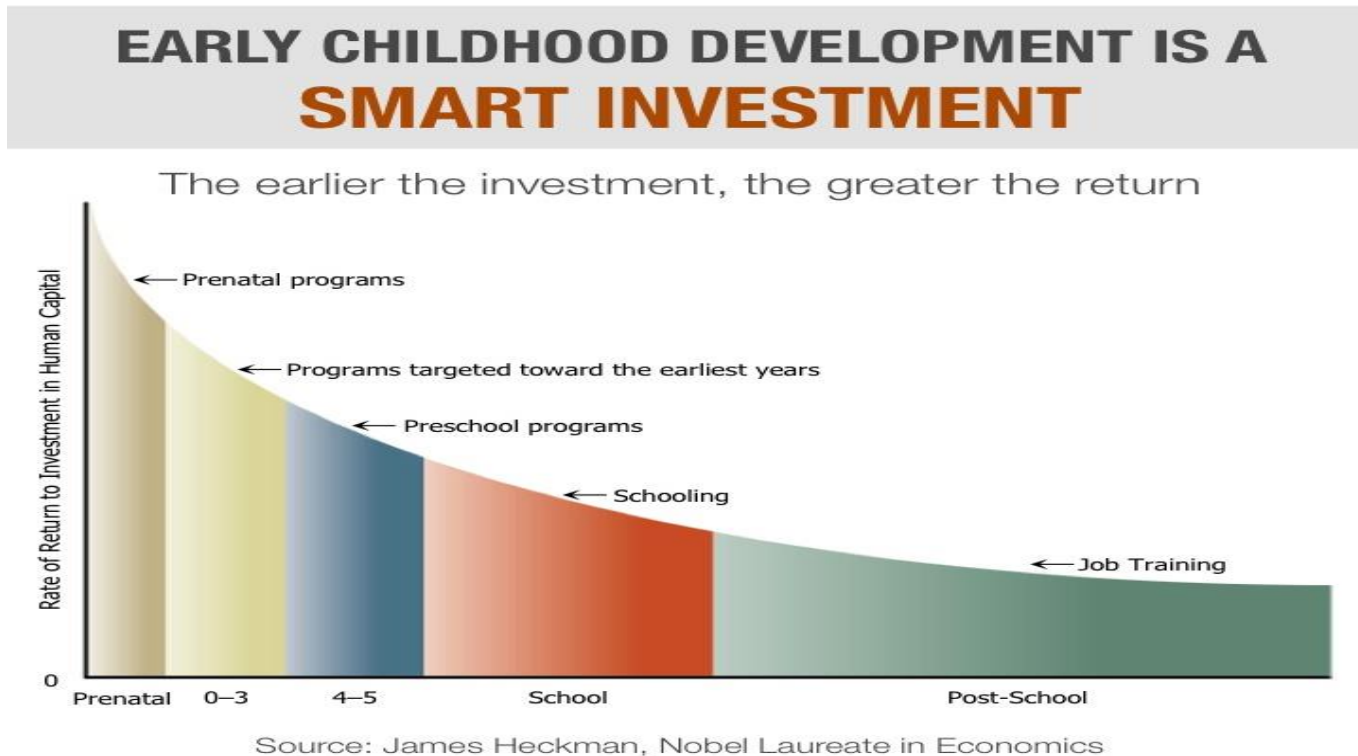 EARLY CHILDHOOD DEVELOPMENT IS A
SMART INVESTMENT
The earlier the investment, the greater the return
Rate of Return to Investment in Human Capital
Prenatal programs
Programs targeted toward the earliest years
Preschool programs
Schooling
Job Training
0
Prenatal
0–3
4–5
School
Post-School
Source: James Heckman, Nobel Laureate in Economics